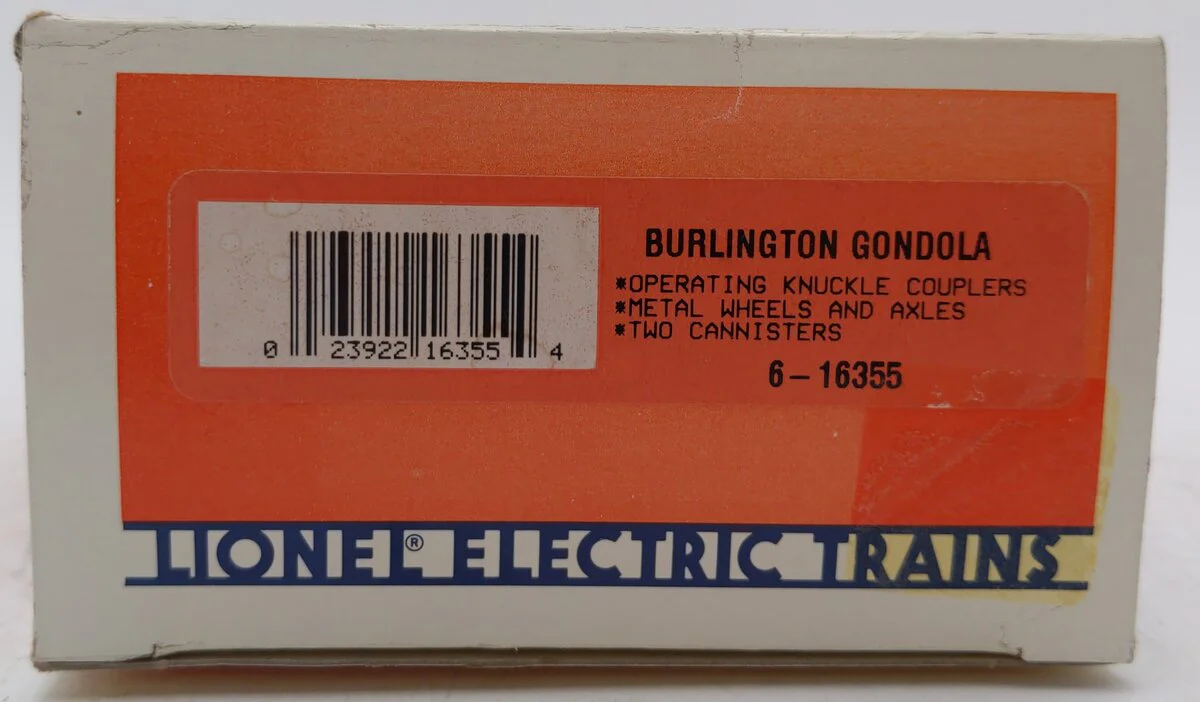 BURLINGTON GONDOLA
*OPERATING KNUCKLE COUPLERS
*METAL WHEELS AND AXLES
*TWO CANNISTERS
6-16355
0 23922 16355 4
LIONEL® ELECTRIC TRAINS